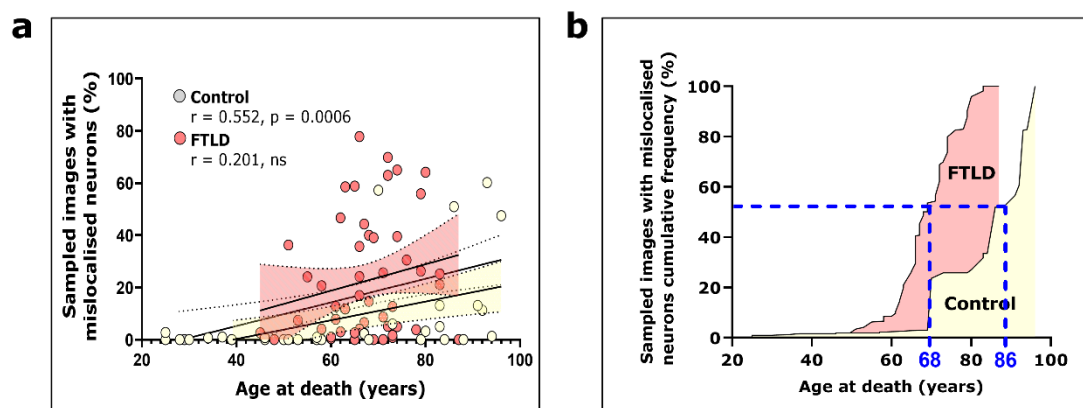 a
Sampled images with
mislocalised neurons (%)
100
80
60
40
20
0
Control
r = 0.552, p = 0.0006
FTLD
r = 0.201, ns
20
40
60
80
100
Age at death (years)
b
Sampled images with mislocalised
neurons cumulative frequency (%)
100
80
60
40
20
0
FTLD
Control
20
40
60
68
80
86
100
Age at death (years)